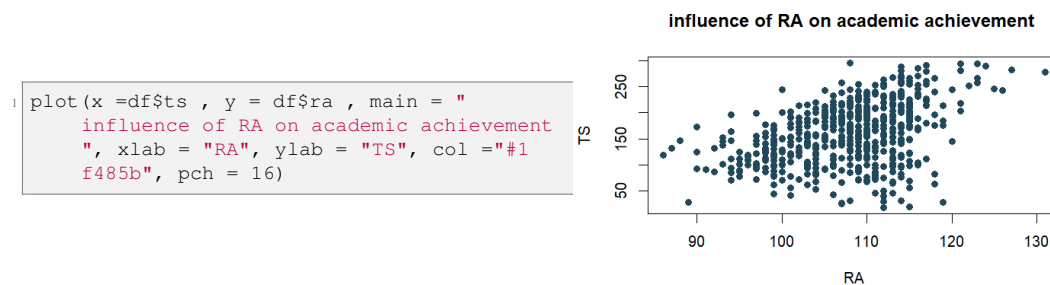 1 plot(x =df$ts , y = df$ra , main = "
influence of RA on academic achievement
", xlab = "RA", ylab = "TS", col ="#1
f485b", pch = 16)
influence of RA on academic achievement
TS
250
150
50
90 100 110 120 130
RA